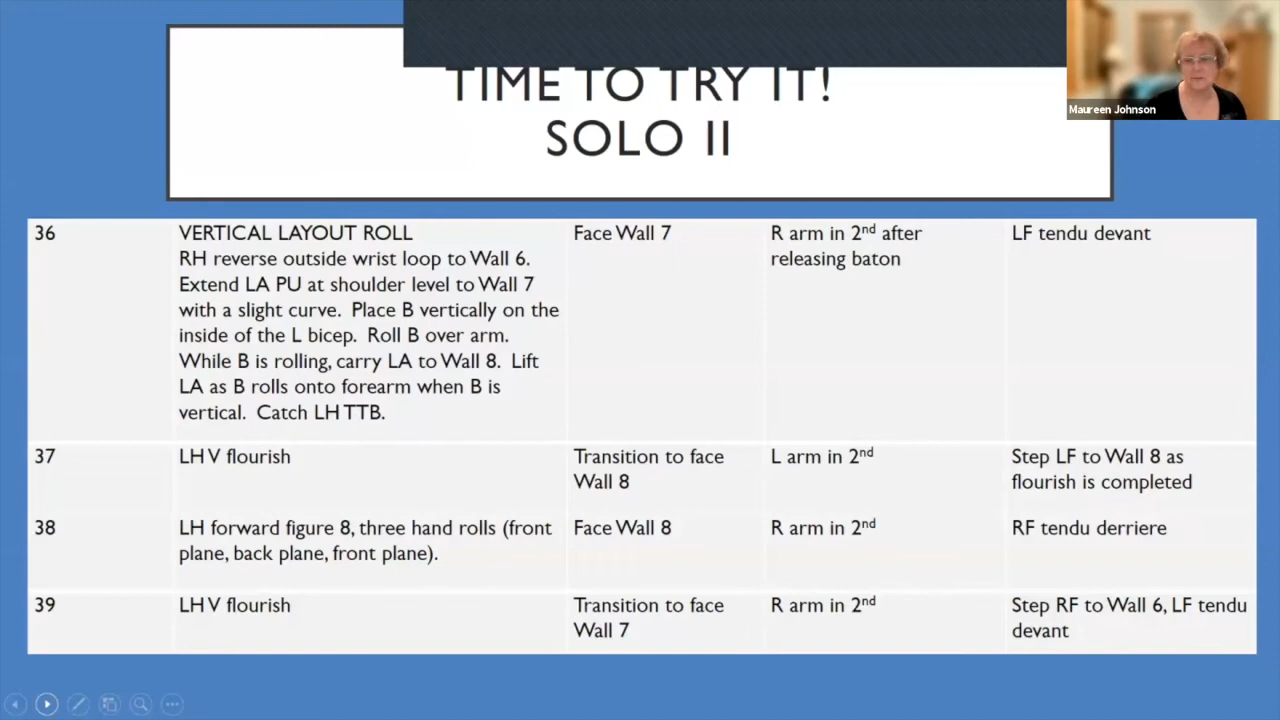 Maureen Johnson
TIME TO TRY IT!
SOLO II
36
VERTICAL LAYOUT ROLL
RH reverse outside wrist loop to Wall 6.
Extend LA PU at shoulder level to Wall 7
with a slight curve. Place B vertically on the
inside of the L bicep. Roll B over arm.
While B is rolling, carry LA to Wall 8. Lift
LA as B rolls onto forearm when B is
vertical. Catch LH TTB.
Face Wall 7
R arm in 2nd after
releasing baton
LF tendu devant
37
LH V flourish
Transition to face
Wall 8
L arm in 2nd
Step LF to Wall 8 as
flourish is completed
38
LH forward figure 8, three hand rolls (front
plane, back plane, front plane).
Face Wall 8
R arm in 2nd
RF tendu derriere
39
LH V flourish
Transition to face
Wall 7
R arm in 2nd
Step RF to Wall 6, LF tendu
devant